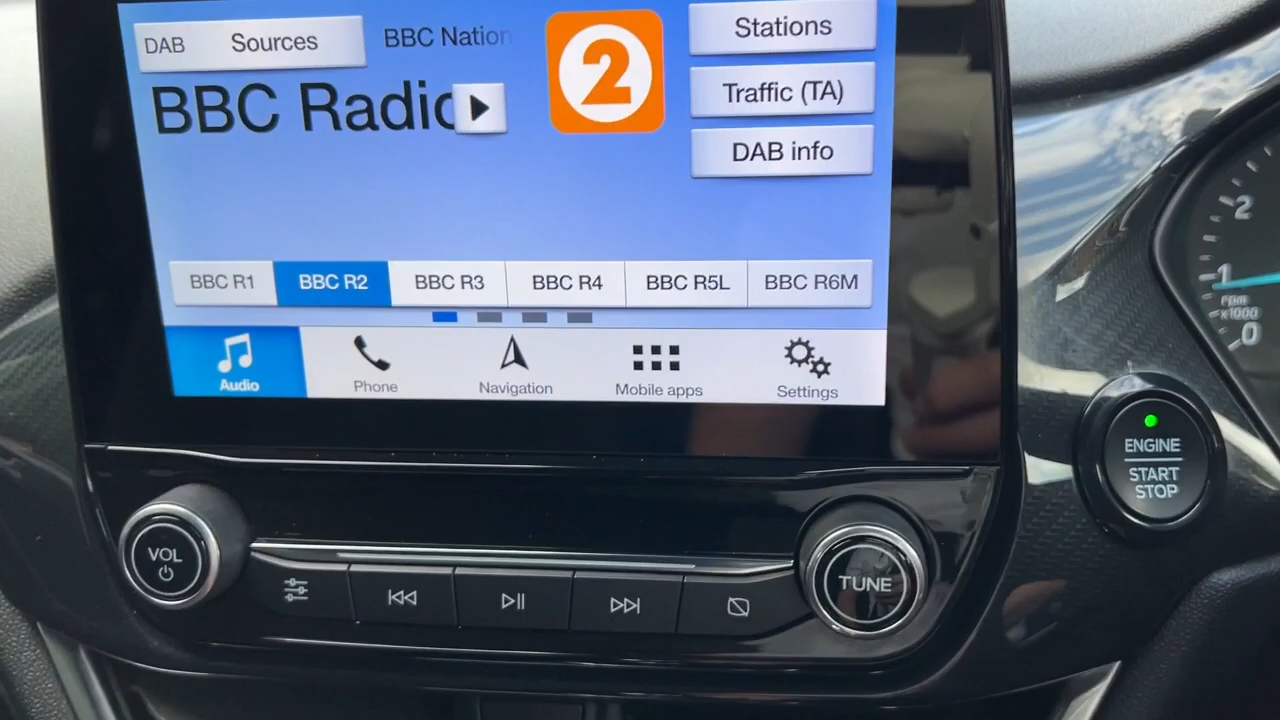 DAB Sources
BBC Nation
2
Stations
BBC Radio
Traffic (TA)
DAB info
BBC R1
BBC R2
BBC R3
BBC R4
BBC R5L
BBC R6M
Audio
Phone
Navigation
Mobile apps
Settings
VOL
TUNE
ENGINE
START
STOP
2
1
rpm
x1000
0